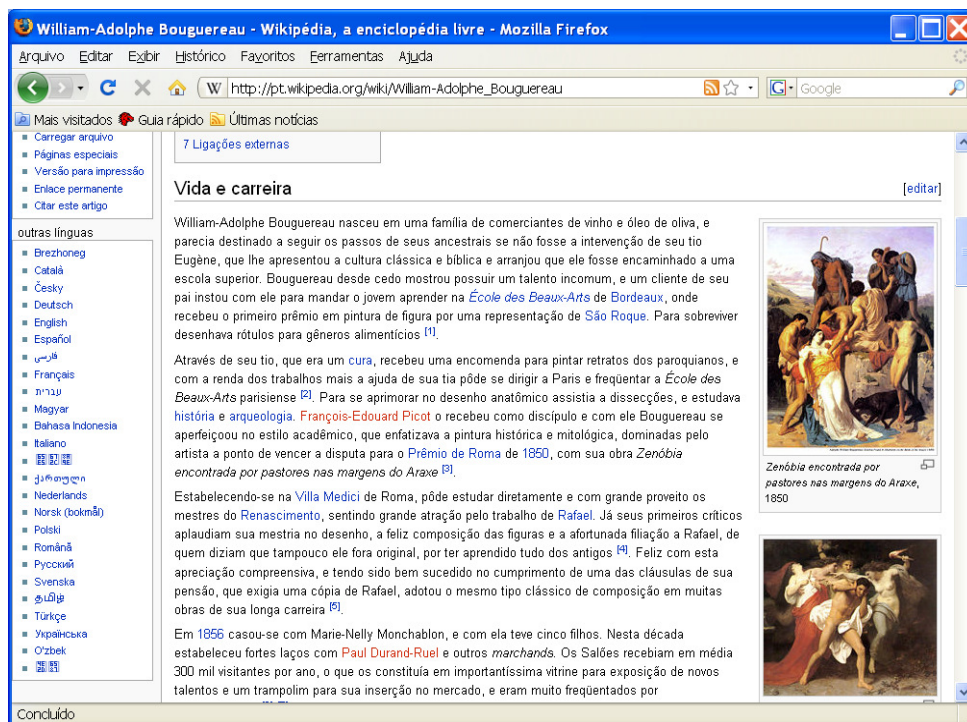 William-Adolphe Bouguereau - Wikipédia, a enciclopédia livre - Mozilla Firefox
Arquivo Editar Exibir Histórico Favoritos Ferramentas Ajuda
W http://pt.wikipedia.org/wiki/William-Adolphe_Bouguereau G Google
Mais visitados Guia rápido Últimas notícias
Carregar arquivo
Páginas especiais
Versão para impressão
Enlace permanente
Citar este artigo
outras línguas
Brezhoneg
Català
Česky
Deutsch
English
Español
فارسی
Français
עברית
Magyar
Bahasa Indonesia
Italiano
ქართული
Nederlands
Norsk (bokmål)
Polski
Română
Русский
Svenska
தமிழ்
Türkçe
Українська
O'zbek
7 Ligações externas
Vida e carreira [editar]
William-Adolphe Bouguereau nasceu em uma família de comerciantes de vinho e óleo de oliva, e
parecia destinado a seguir os passos de seus ancestrais se não fosse a intervenção de seu tio
Eugène, que lhe apresentou a cultura clássica e bíblica e arranjou que ele fosse encaminhado a uma
escola superior. Bouguereau desde cedo mostrou possuir um talento incomum, e um cliente de seu
pai instou com ele para mandar o jovem aprender na École des Beaux-Arts de Bordeaux, onde
recebeu o primeiro prêmio em pintura de figura por uma representação de São Roque. Para sobreviver
desenhava rótulos para gêneros alimentícios [1].
Através de seu tio, que era um cura, recebeu uma encomenda para pintar retratos dos paroquianos, e
com a renda dos trabalhos mais a ajuda de sua tia pôde se dirigir a Paris e freqüentar a École des
Beaux-Arts parisiense [2]. Para se aprimorar no desenho anatômico assistia a dissecções, e estudava
história e arqueologia. François-Edouard Picot o recebeu como discípulo e com ele Bouguereau se
aperfeiçoou no estilo acadêmico, que enfatizava a pintura histórica e mitológica, dominadas pelo
artista a ponto de vencer a disputa para o Prêmio de Roma de 1850, com sua obra Zenóbia
encontrada por pastores nas margens do Araxe [3].
Estabelecendo-se na Villa Medici de Roma, pôde estudar diretamente e com grande proveito os
mestres do Renascimento, sentindo grande atração pelo trabalho de Rafael. Já seus primeiros críticos
aplaudiam sua mestria no desenho, a feliz composição das figuras e a afortunada filiação a Rafael, de
quem diziam que tampouco ele fora original, por ter aprendido tudo dos antigos [4]. Feliz com esta
apreciação compreensiva, e tendo sido bem sucedido no cumprimento de uma das cláusulas de sua
pensão, que exigia uma cópia de Rafael, adotou o mesmo tipo clássico de composição em muitas
obras de sua longa carreira [5].
Em 1856 casou-se com Marie-Nelly Monchablon, e com ela teve cinco filhos. Nesta década
estabeleceu fortes laços com Paul Durand-Ruel e outros marchands. Os Salões recebiam em média
300 mil visitantes por ano, o que os constituía em importantíssima vitrine para exposição de novos
talentos e um trampolim para sua inserção no mercado, e eram muito freqüentados por
Zenóbia encontrada por
pastores nas margens do Araxe,
1850
Concluído